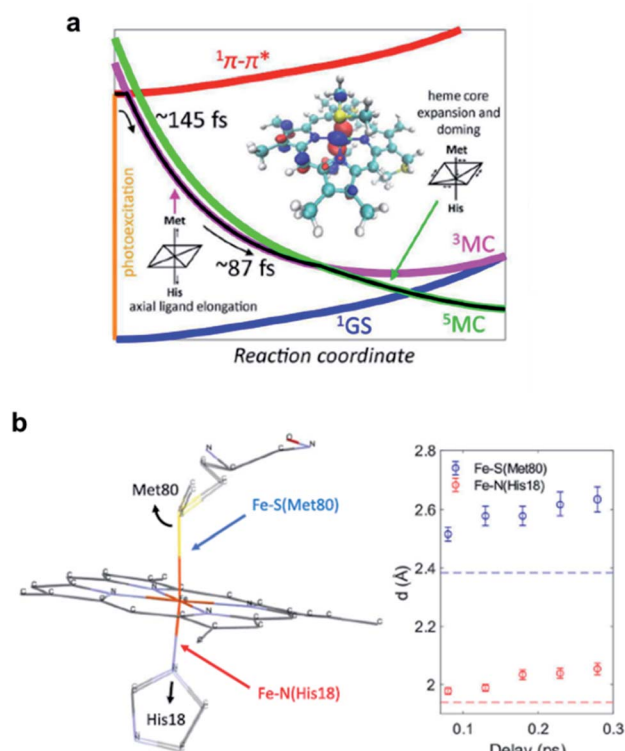 a
¹π-π*
~145 fs
heme core
expansion and
doming
Met
His
photoexcitation
Met
His
axial ligand elongation
~87 fs
³MC
¹GS
⁵MC
Reaction coordinate
b
Met80
Fe-S(Met80)
Fe-N(His18)
His18
2.8
2.6
2.4
2.2
2
d (Å)
Fe-S(Met80)
Fe-N(His18)
0.1
0.2
0.3
Delay (ps)